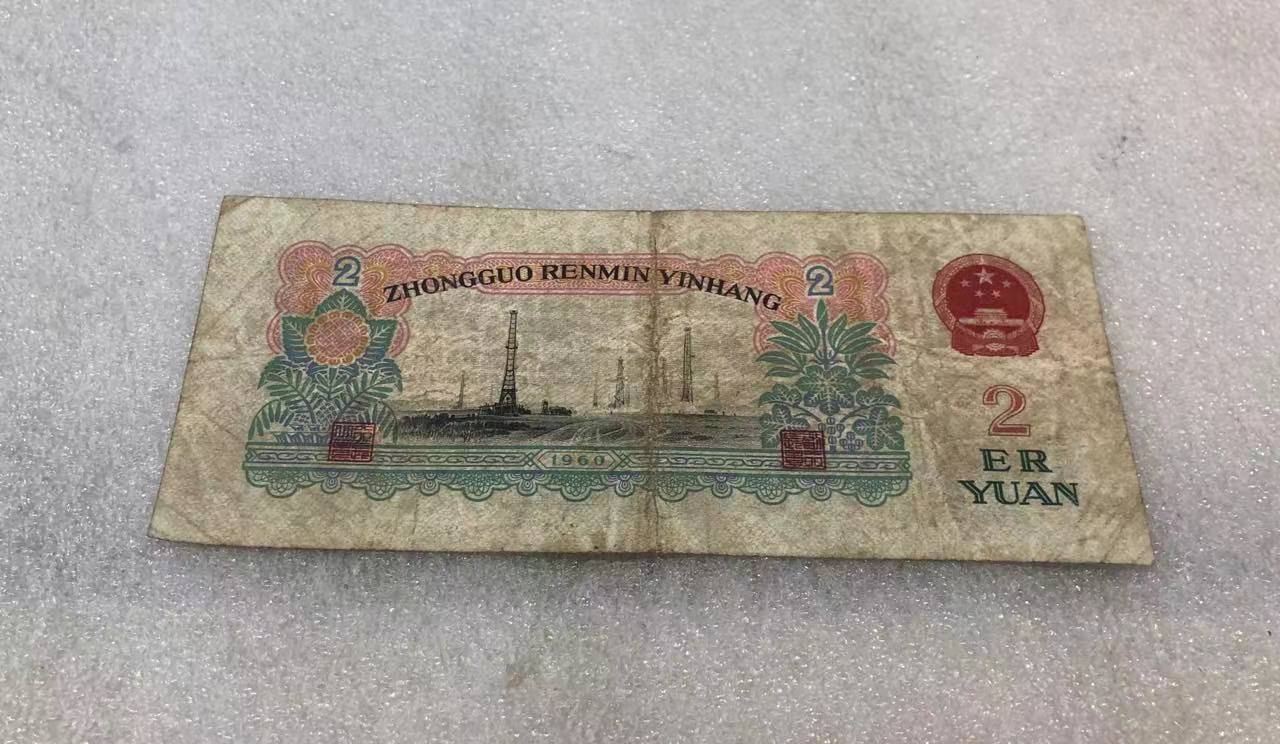 2 2
ZHONGGUO RENMIN YINHANG
1960
2
ER
YUAN